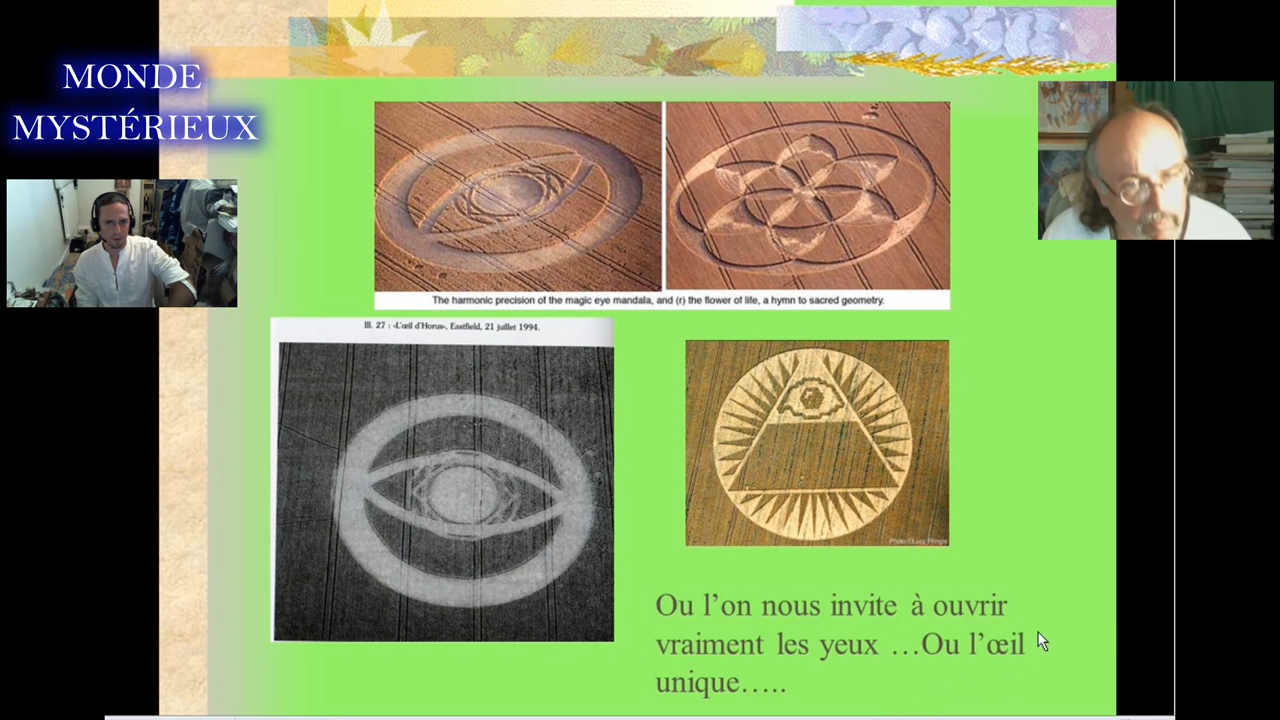 MONDE
MYSTÉRIEUX
The harmonic precision of the magic eye mandala, and (r) the flower of life, a hymn to sacred geometry.
Ill. 27 : «L'œil d'Horus», Eastfield, 21 juillet 1994.
Photo ©Lucy Pringle
Ou l'on nous invite à ouvrir
vraiment les yeux …Ou l'œil
unique…..